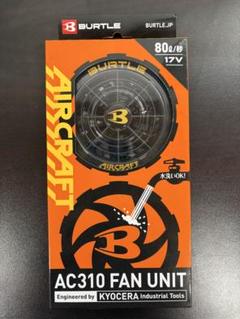 BURTLE
BURTLE.JP
80ℓ/秒
17V
BURTLE
B
AIRCRAFT
AIRCRAFT
水洗いOK!
B
AC310 FAN UNIT
Engineered by KYOCERA Industrial Tools